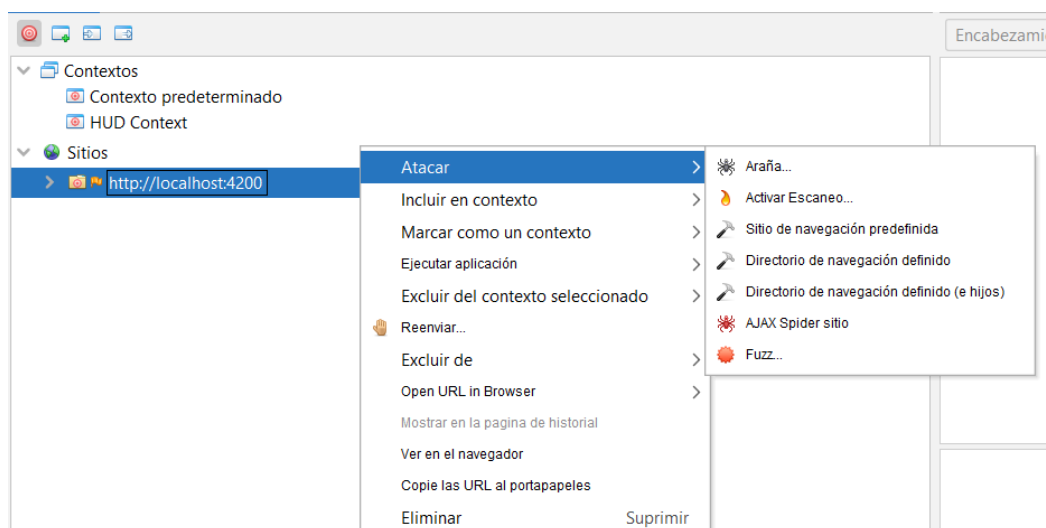 Encabezami
Contextos
Contexto predeterminado
HUD Context
Sitios
http://localhost:4200
Atacar
Incluir en contexto
Marcar como un contexto
Ejecutar aplicación
Excluir del contexto seleccionado
Reenviar...
Excluir de
Open URL in Browser
Mostrar en la pagina de historial
Ver en el navegador
Copie las URL al portapapeles
Eliminar Suprimir
Araña...
Activar Escaneo...
Sitio de navegación predefinida
Directorio de navegación definido
Directorio de navegación definido (e hijos)
AJAX Spider sitio
Fuzz...